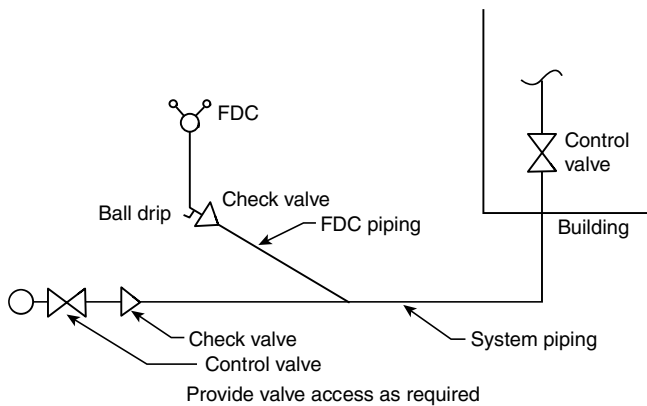 FDC
Control
valve
Check valve
Ball drip
FDC piping
Building
Check valve
System piping
Control valve
Provide valve access as required